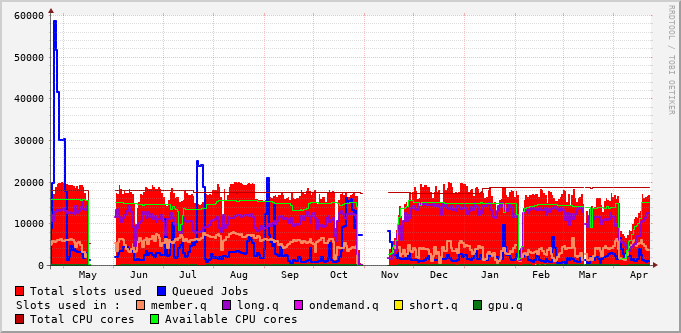 60000
50000
40000
30000
20000
10000
0
May Jun Jul Aug Sep Oct Nov Dec Jan Feb Mar Apr
Total slots used Queued Jobs
Slots used in : member.q long.q ondemand.q short.q gpu.q
Total CPU cores Available CPU cores
RRDTOOL / TOBI OETIKER